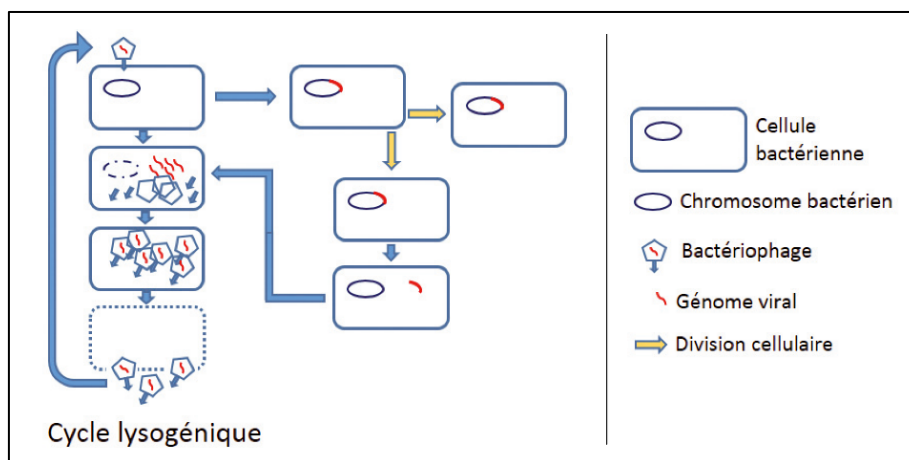 Cycle lysogénique
Cellule
bactérienne
Chromosome bactérien
Bactériophage
Génome viral
Division cellulaire